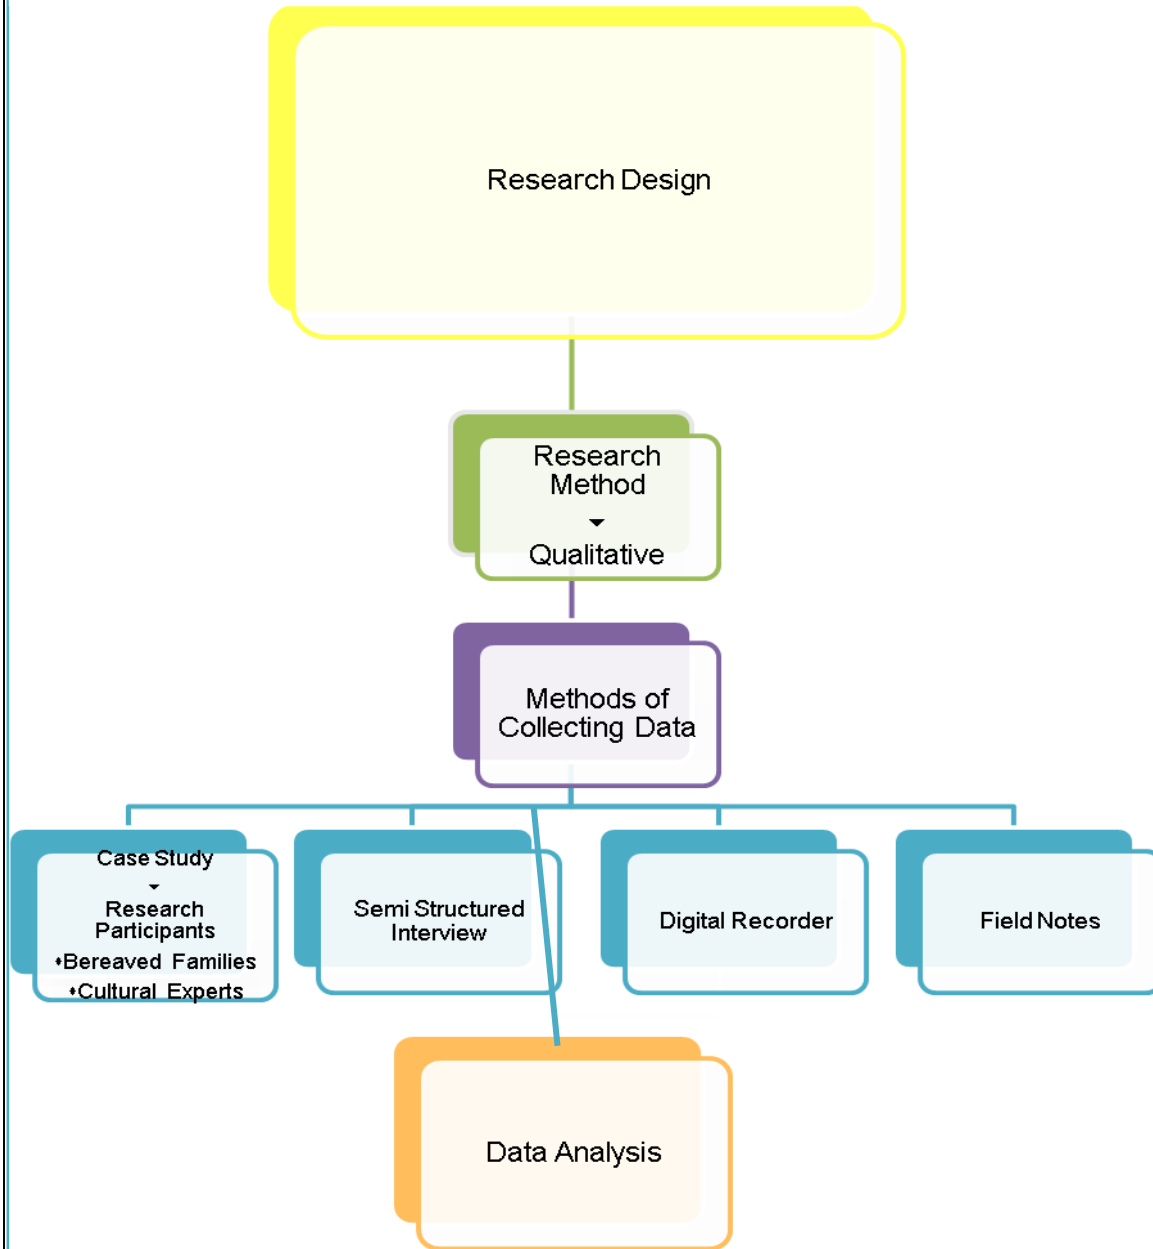 Research Design
Research
Method
Qualitative
Methods of
Collecting Data
Case Study
Research
Participants
•Bereaved Families
•Cultural Experts
Semi Structured
Interview
Digital Recorder
Field Notes
Data Analysis